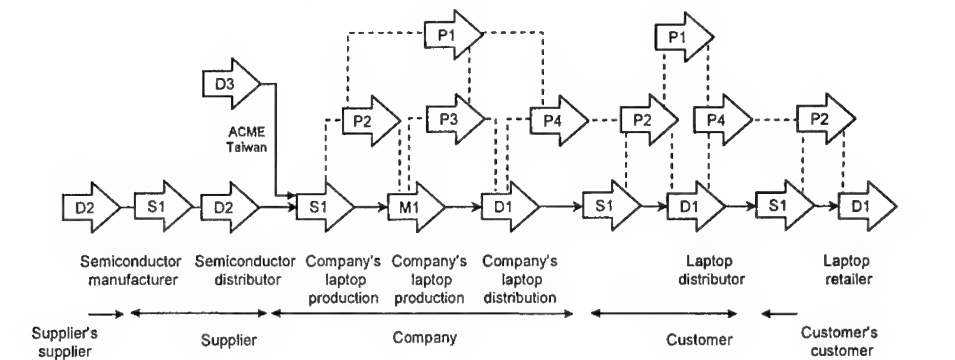 P1
P1
D3
P2
P3
P4
P2
P4
P2
ACME
Taiwan
D2
S1
D2
S1
M1
D1
S1
D1
S1
D1
Semiconductor
manufacturer
Semiconductor
distributor
Company's
laptop
production
Company's
laptop
production
Company's
laptop
distribution
Laptop
distributor
Laptop
retailer
Supplier's
supplier
Supplier
Company
Customer
Customer's
customer